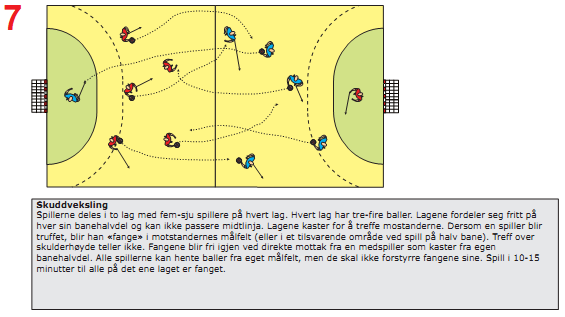 7
Skuddveksling
Spillerne deles i to lag med fem-sju spillere på hvert lag. Hvert lag har tre-fire baller. Lagene fordeler seg fritt på
hver sin banehalvdel og kan ikke passere midtlinja. Lagene kaster for å treffe mostanderne. Dersom en spiller blir
truffet, blir han «fange» i motstandernes målfelt (eller i et tilsvarende område ved spill på halv bane). Treff over
skulderhøyde teller ikke. Fangene blir fri igjen ved direkte mottak fra en medspiller som kaster fra egen
banehalvdel. Alle spillerne kan hente baller fra eget målfelt, men de skal ikke forstyrre fangene sine. Spill i 10-15
minutter til alle på det ene laget er fanget.